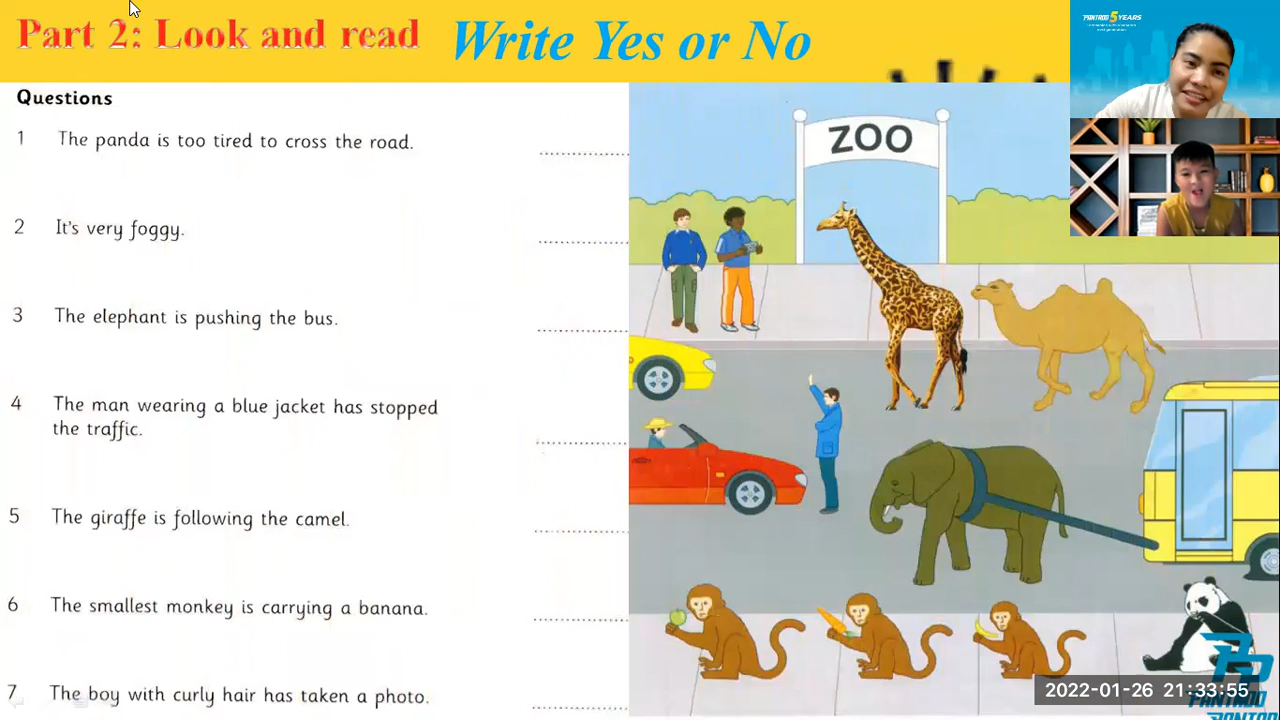 Part 2: Look and read
Write Yes or No
PANTADO 5 YEARS
Questions
1 The panda is too tired to cross the road.
2 It's very foggy.
3 The elephant is pushing the bus.
4 The man wearing a blue jacket has stopped
the traffic.
5 The giraffe is following the camel.
6 The smallest monkey is carrying a banana.
7 The boy with curly hair has taken a photo.
ZOO
2022-01-26 21:33:55
PANTADO